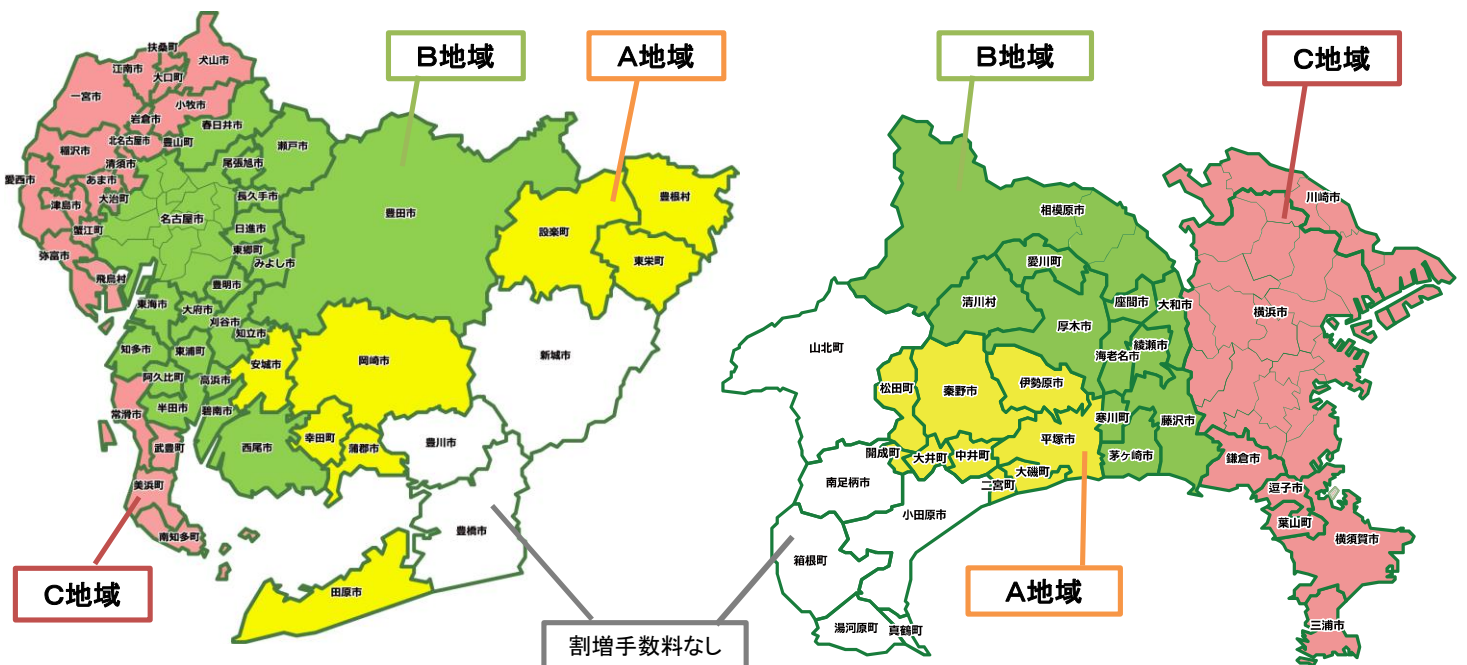 B地域
A地域
B地域
C地域
扶桑町
犬山市
江南市
大口町
一宮市
小牧市
岩倉市
春日井市
北名古屋市
豊山町
瀬戸市
稲沢市
清須市
尾張旭市
愛西市
あま市
大治町
長久手市
津島市
名古屋市
豊田市
豊根村
設楽町
蟹江町
日進市
東郷町
みよし市
東栄町
弥富市
飛島村
豊明市
東海市
大府市
刈谷市
知立市
知多市
東浦町
安城市
岡崎市
新城市
阿久比町
高浜市
常滑市
半田市
碧南市
武豊町
西尾市
幸田町
蒲郡市
豊川市
美浜町
豊橋市
南知多町
田原市
C地域
割増手数料なし
川崎市
相模原市
愛川町
清川村
座間市
大和市
横浜市
厚木市
山北町
海老名市
綾瀬市
松田町
秦野市
伊勢原市
寒川町
藤沢市
平塚市
開成町
大井町
中井町
茅ヶ崎市
鎌倉市
大磯町
二宮町
南足柄市
小田原市
逗子市
葉山町
横須賀市
箱根町
A地域
湯河原町
真鶴町
三浦市